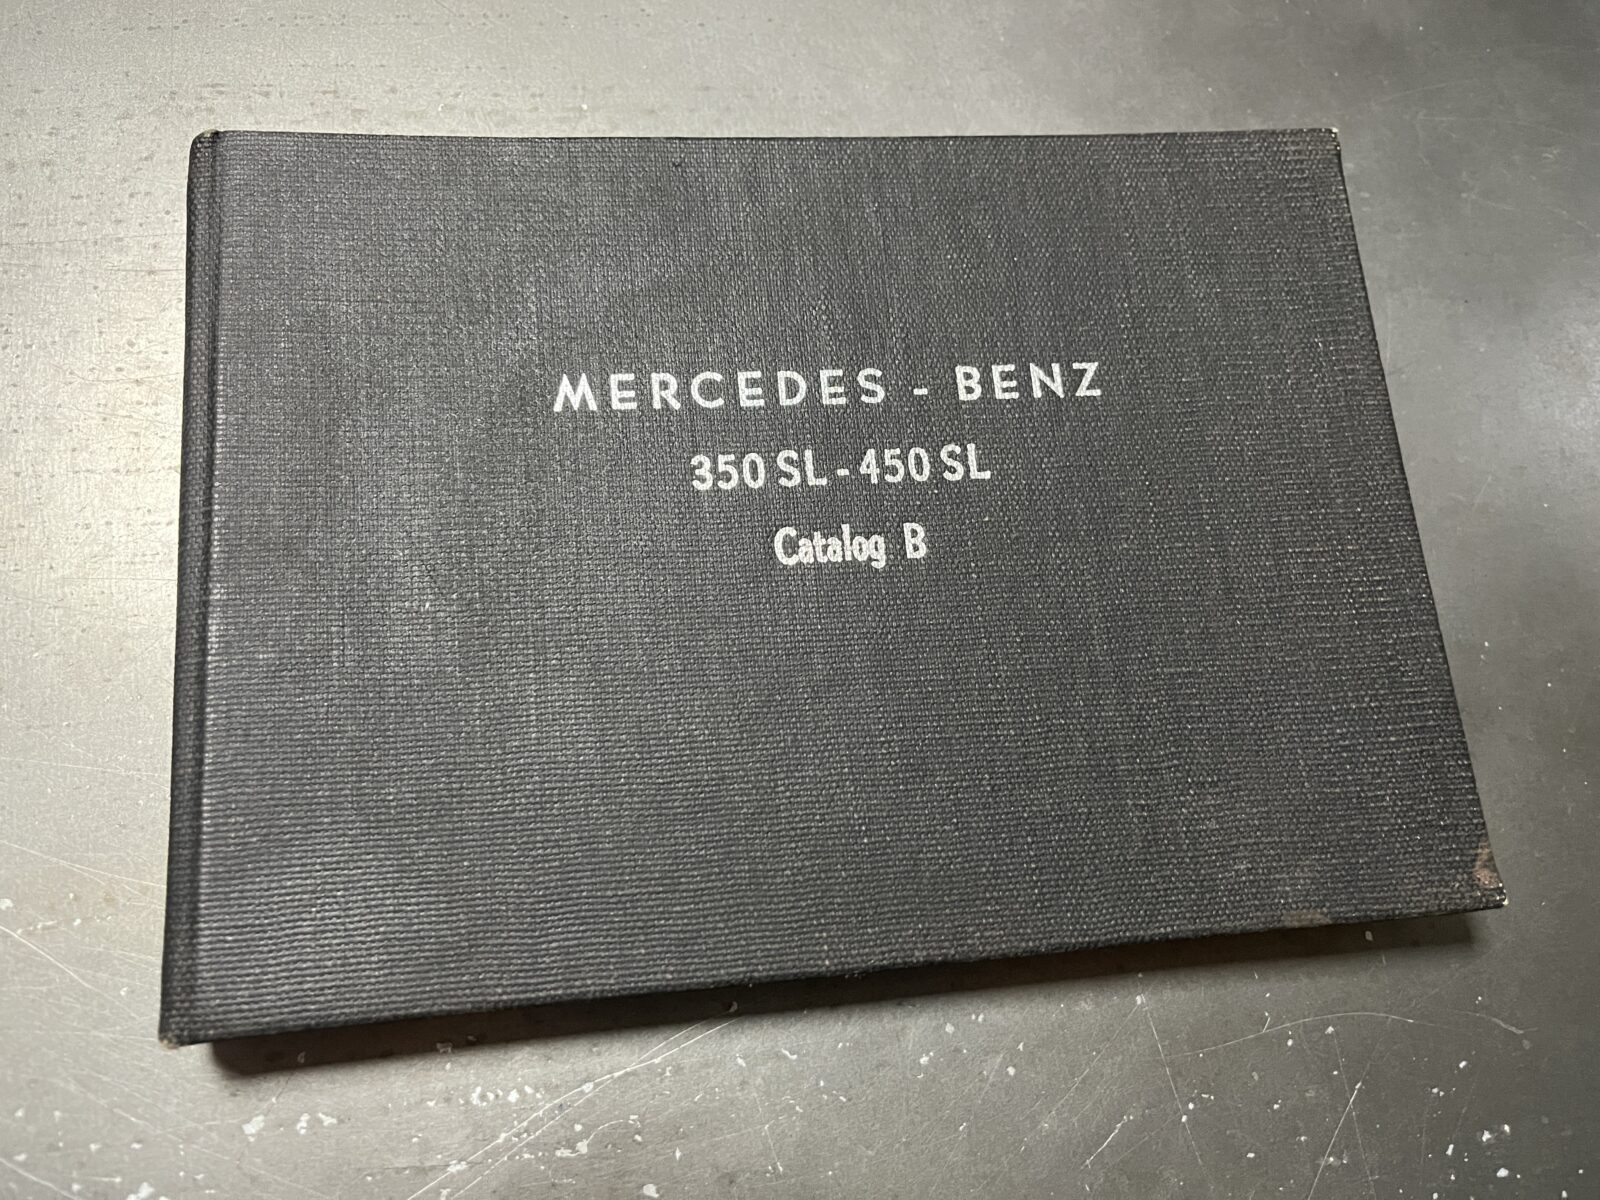 MERCEDES - BENZ
350 SL - 450 SL
Catalog B